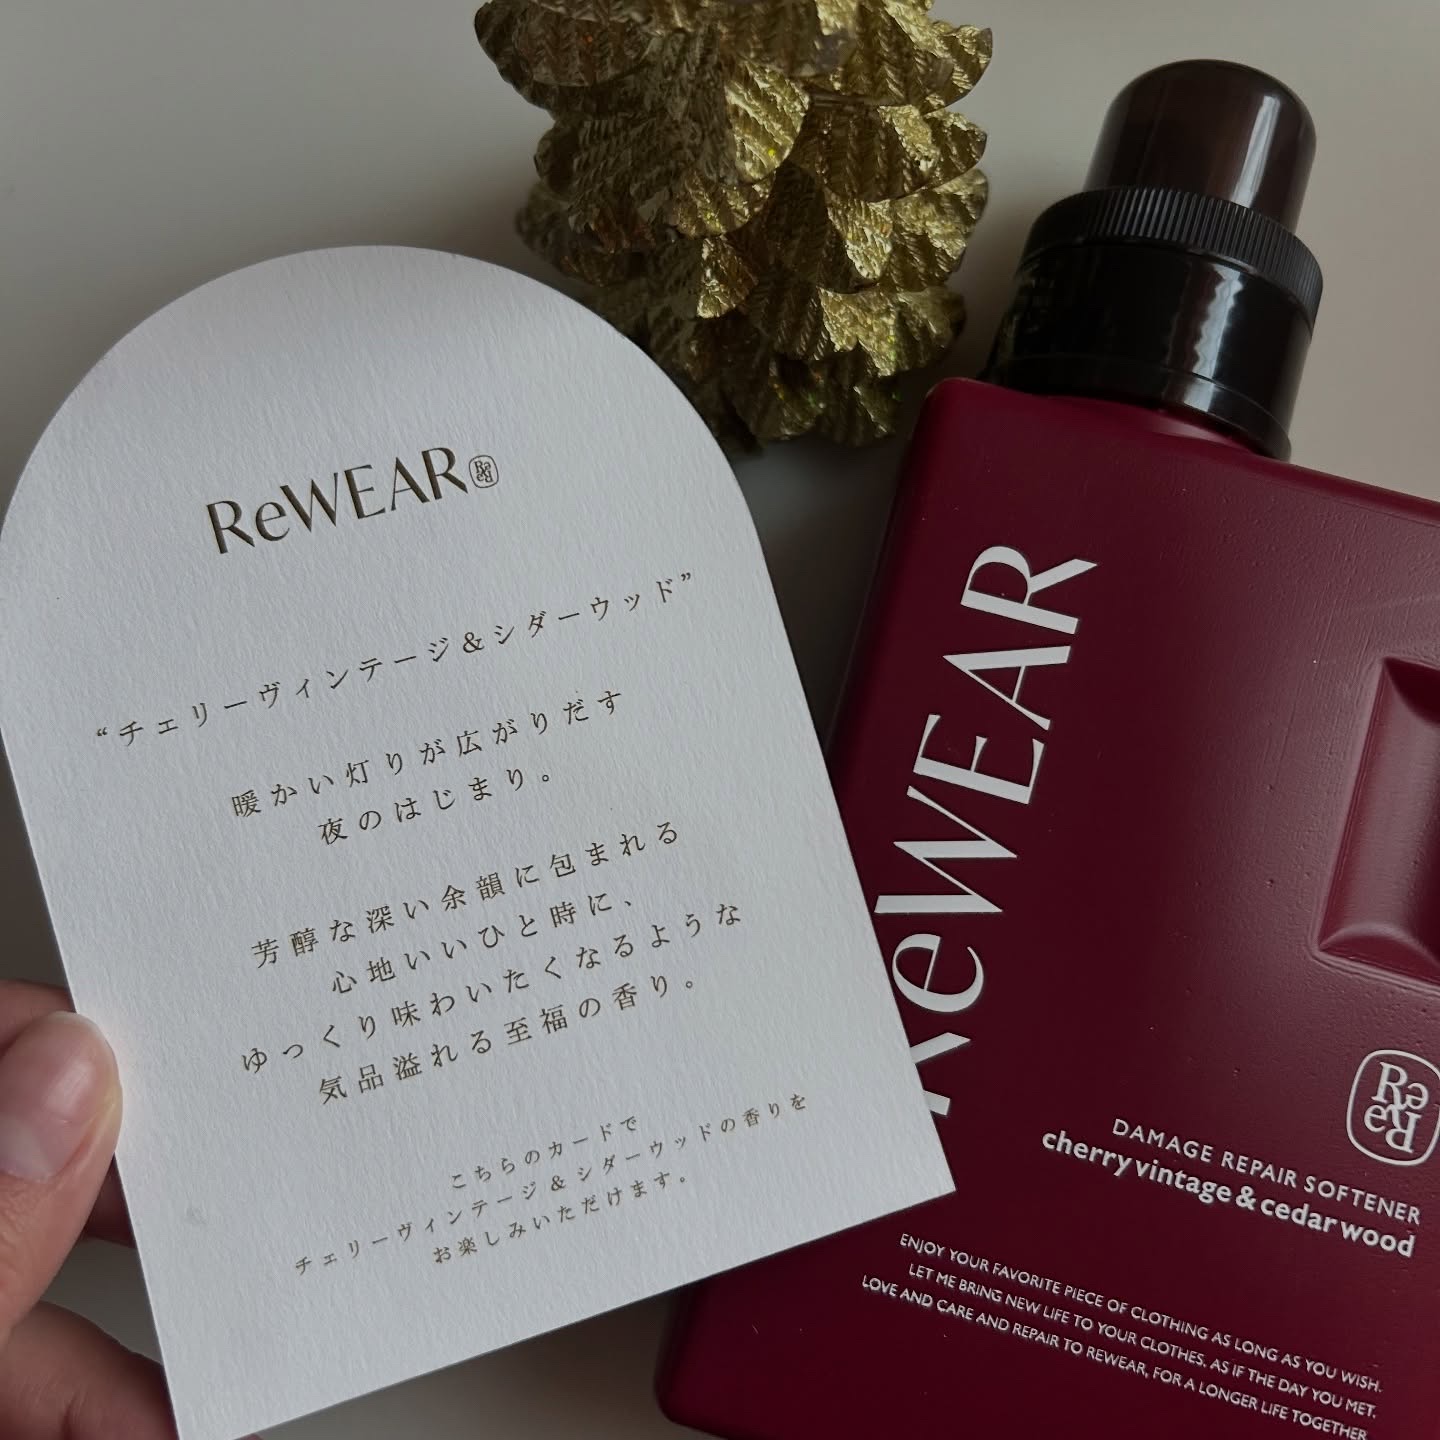 ReWEAR
“チェリーヴィンテージ&シダーウッド”
暖かい灯りが広がりだす
夜のはじまり。
芳醇な深い余韻に包まれる
心地いいひと時に、
ゆっくり味わいたくなるような
気品溢れる至福の香り。
こちらのカードで
チェリーヴィンテージ&シダーウッドの香りを
お楽しみいただけます。
ReWEAR
DAMAGE REPAIR SOFTENER
cherry vintage & cedar wood
ENJOY YOUR FAVORITE PIECE OF CLOTHING AS LONG AS YOU WISH.
LET ME BRING NEW LIFE TO YOUR CLOTHES, AS IF THE DAY YOU MET.
LOVE AND CARE AND REPAIR TO REWEAR, FOR A LONGER LIFE TOGETHER.